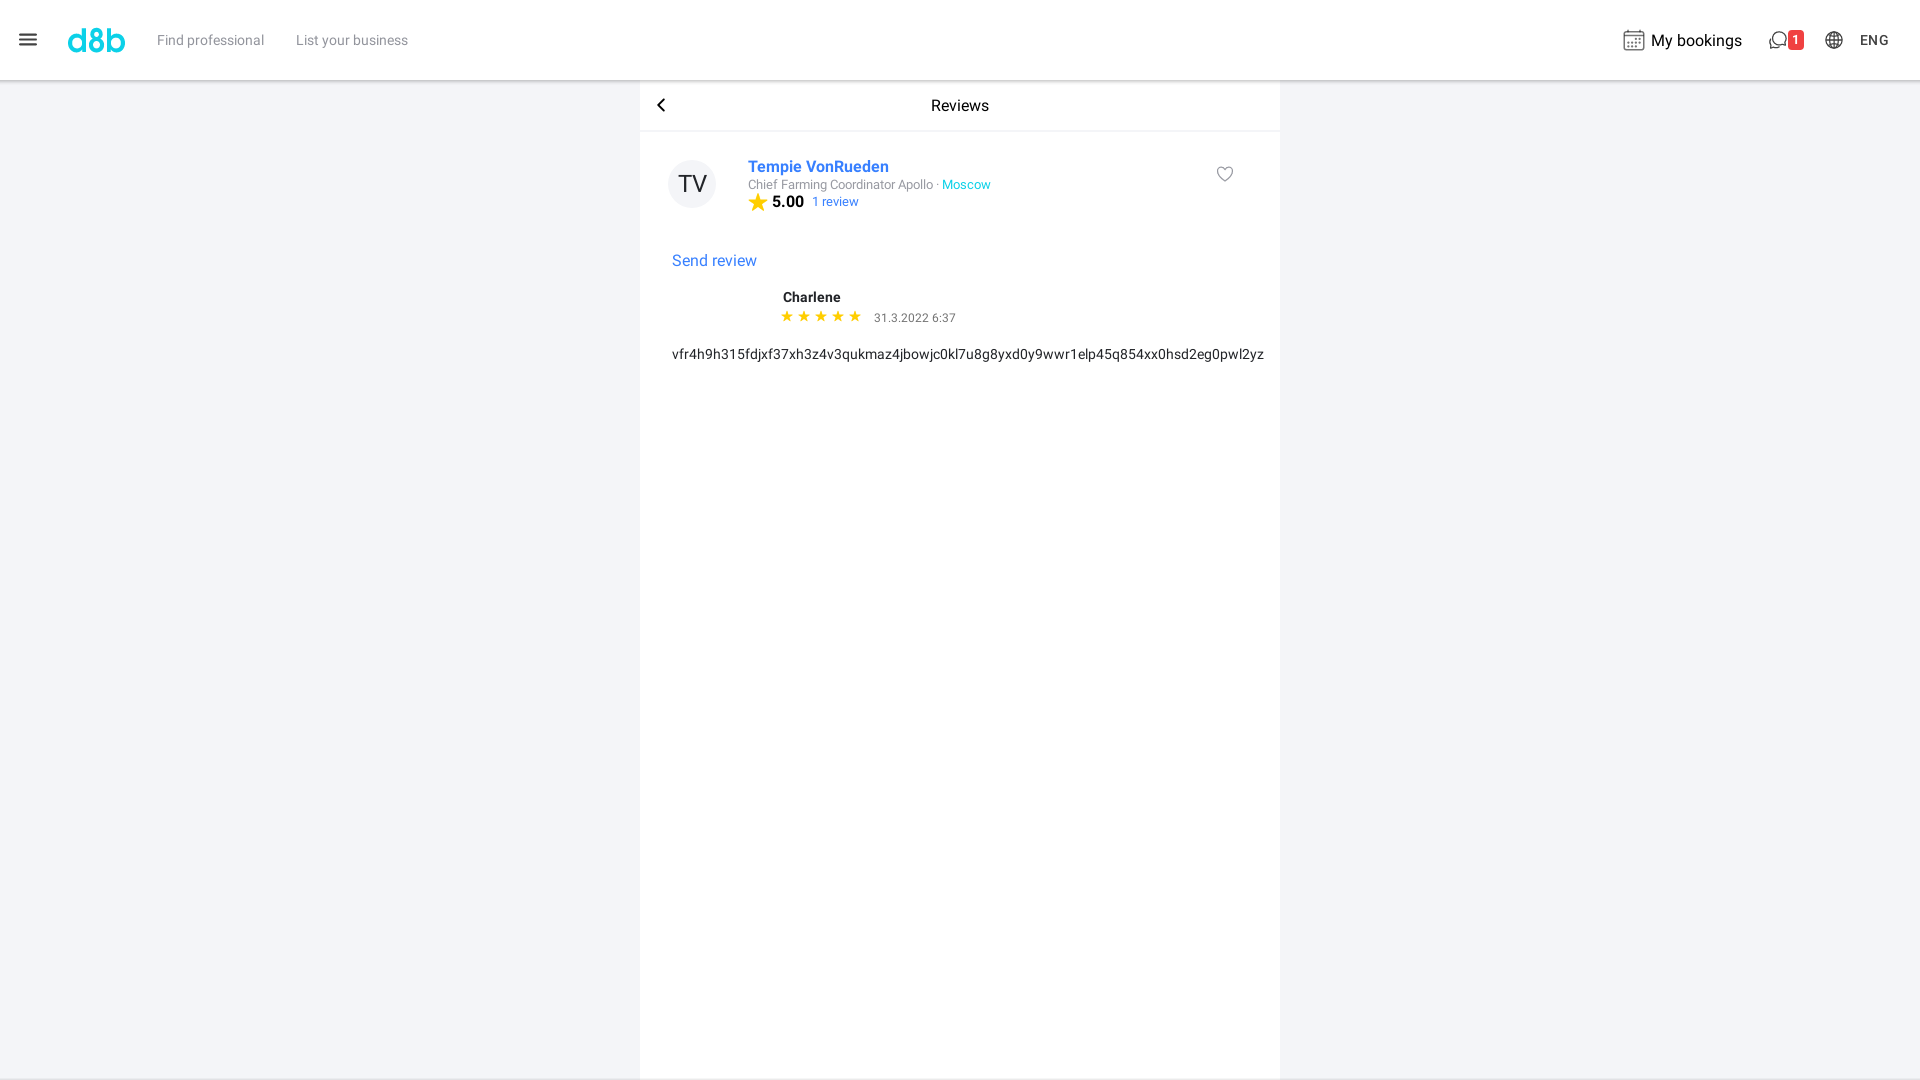 d8b
Find professional
List your business
My bookings
1
ENG
Reviews
TV
Tempie VonRueden
Chief Farming Coordinator Apollo · Moscow
5.00 1 review
Send review
Charlene
31.3.2022 6:37
vfr4h9h315fdjxf37xh3z4v3qukmaz4jbowjc0kl7u8g8yxd0y9wwr1elp45q854xx0hsd2eg0pwl2yz